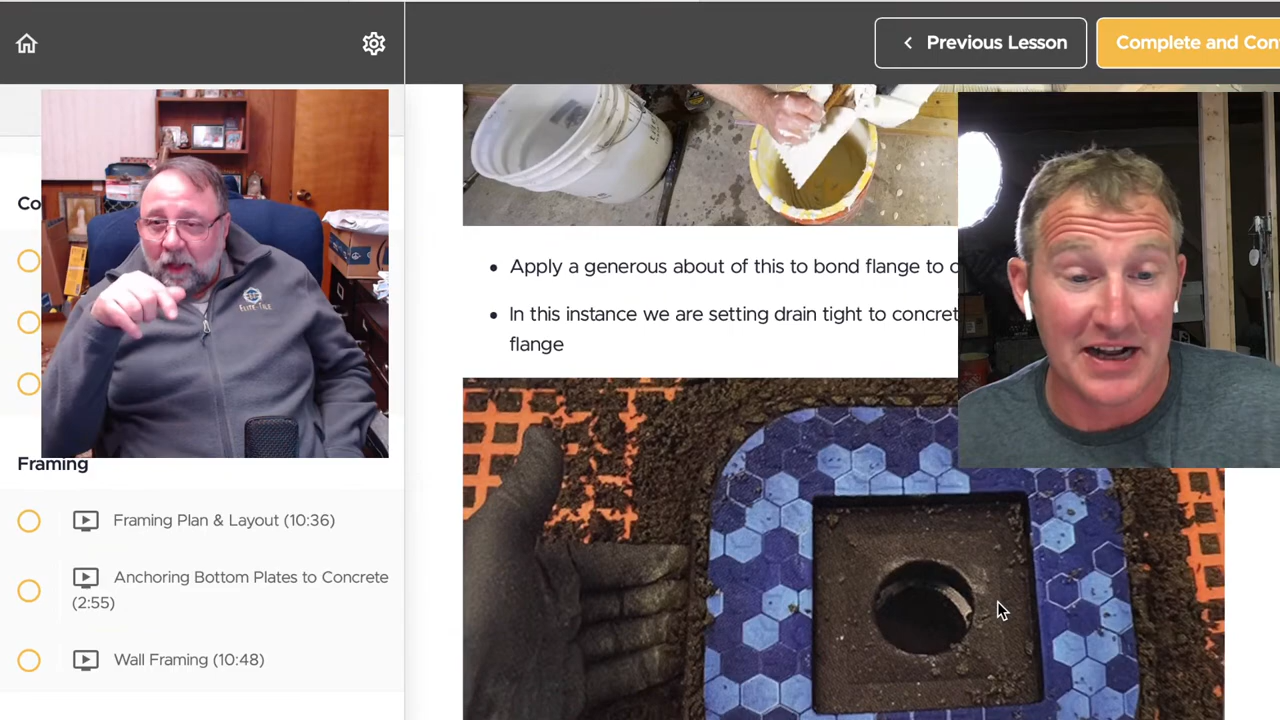 Previous Lesson
Complete and Con
Co
Apply a generous about of this to bond flange to c
In this instance we are setting drain tight to concret
flange
ELITE-TILE
Framing
Framing Plan & Layout (10:36)
Anchoring Bottom Plates to Concrete
(2:55)
Wall Framing (10:48)